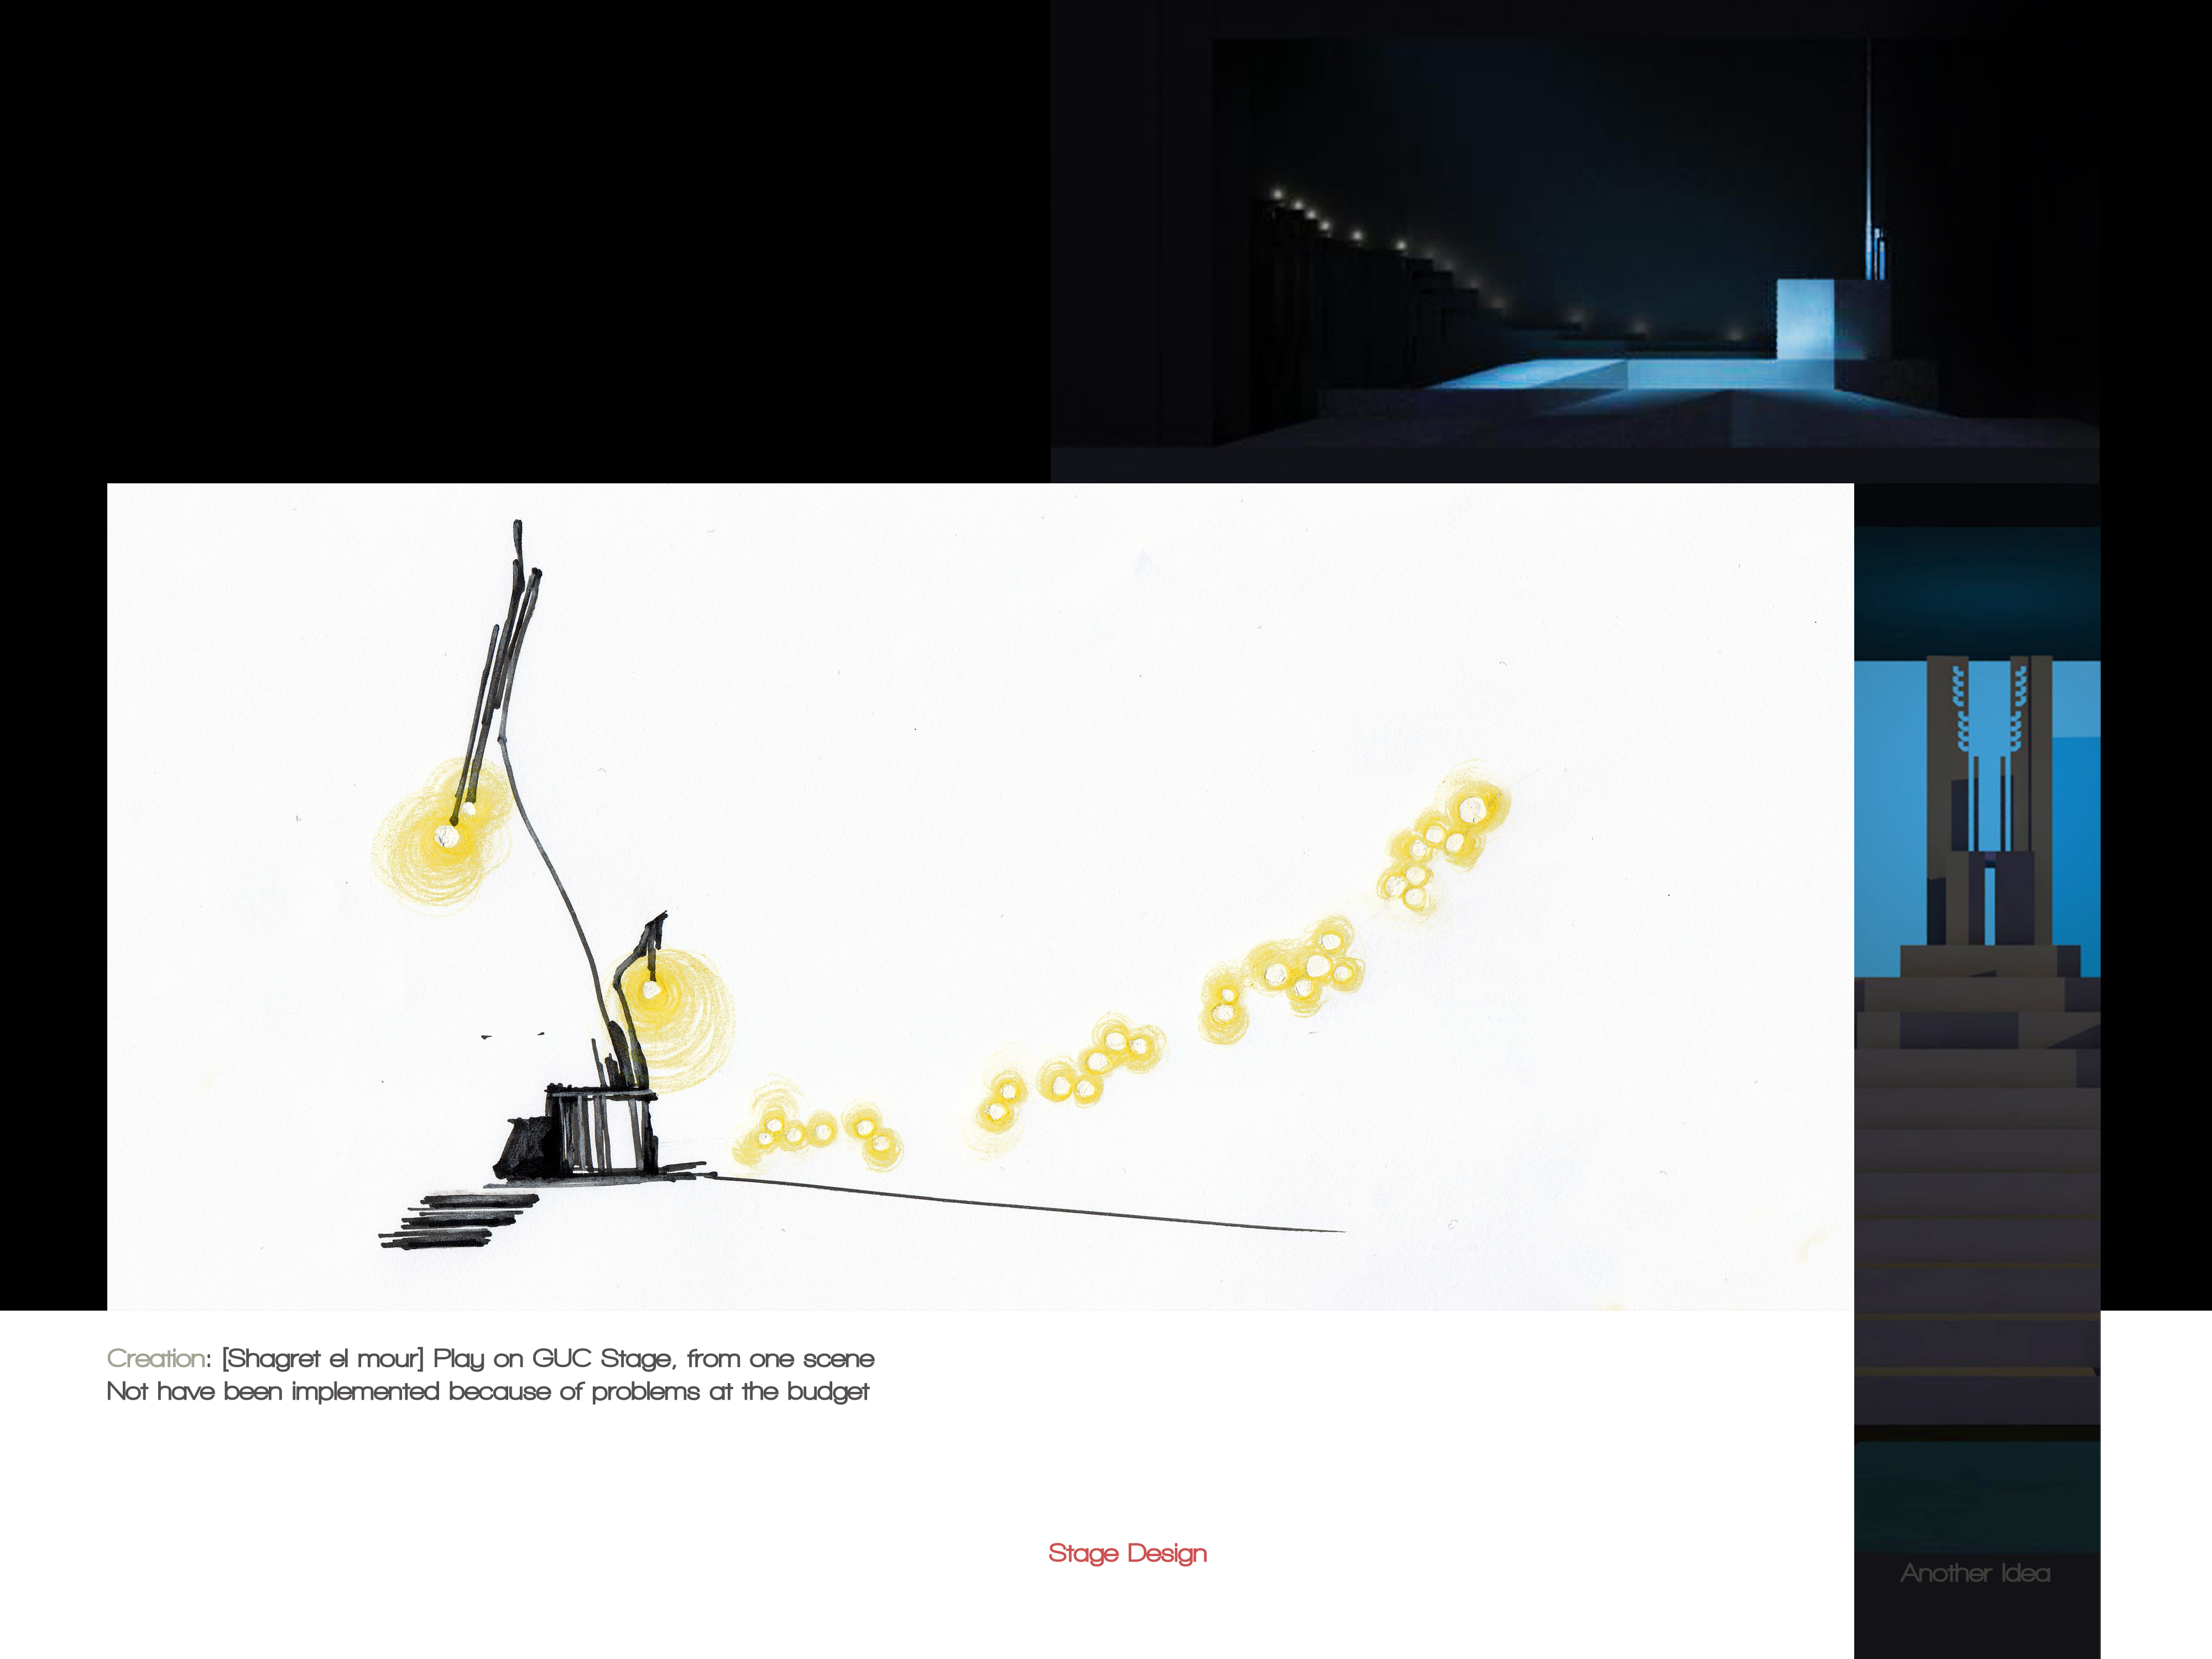 Creation: [Shagret el mour] Play on GUC Stage, from one scene
Not have been implemented because of problems at the budget
Stage Design
Another Idea